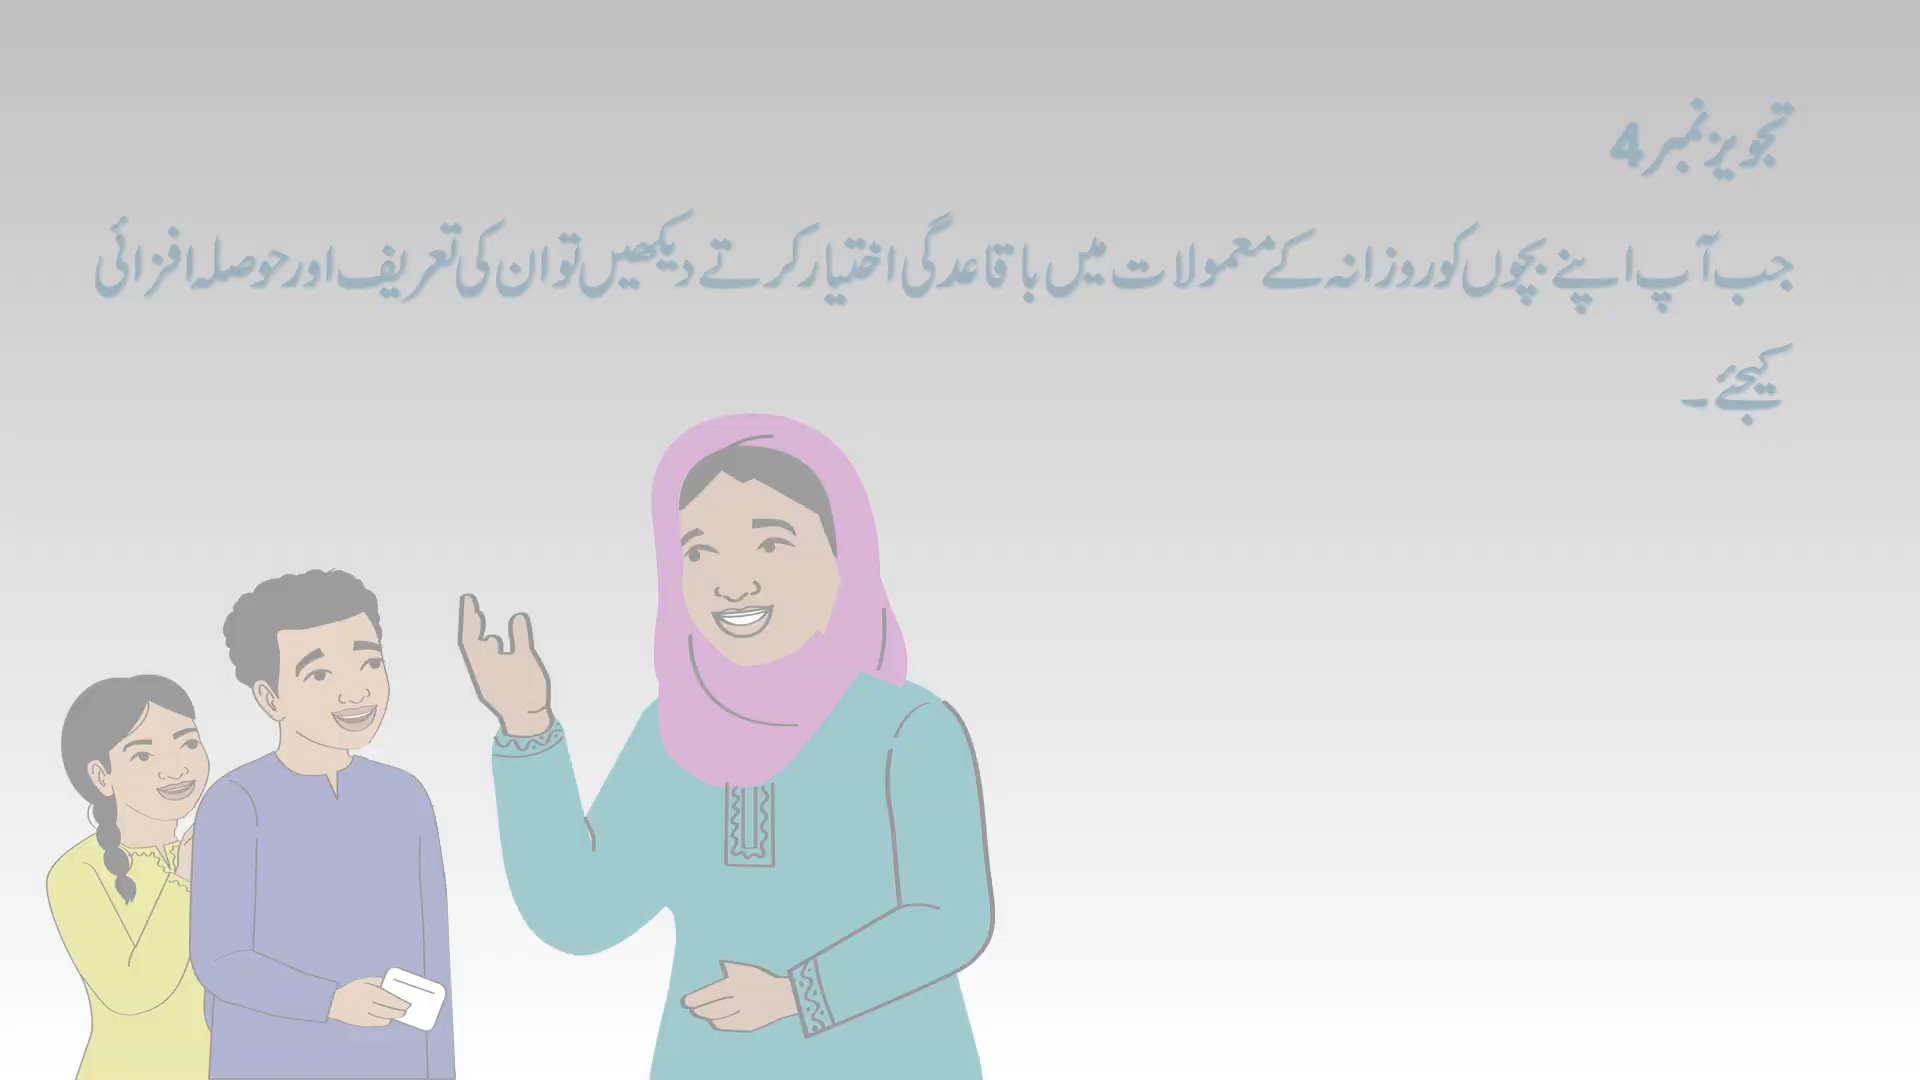 تجویز نمبر 4
جب آپ اپنے بچوں کو روزانہ کے معمولات میں باقاعدگی اختیار کرتے دیکھیں تو ان کی تعریف اور حوصلہ افزائی
کیجئے ۔